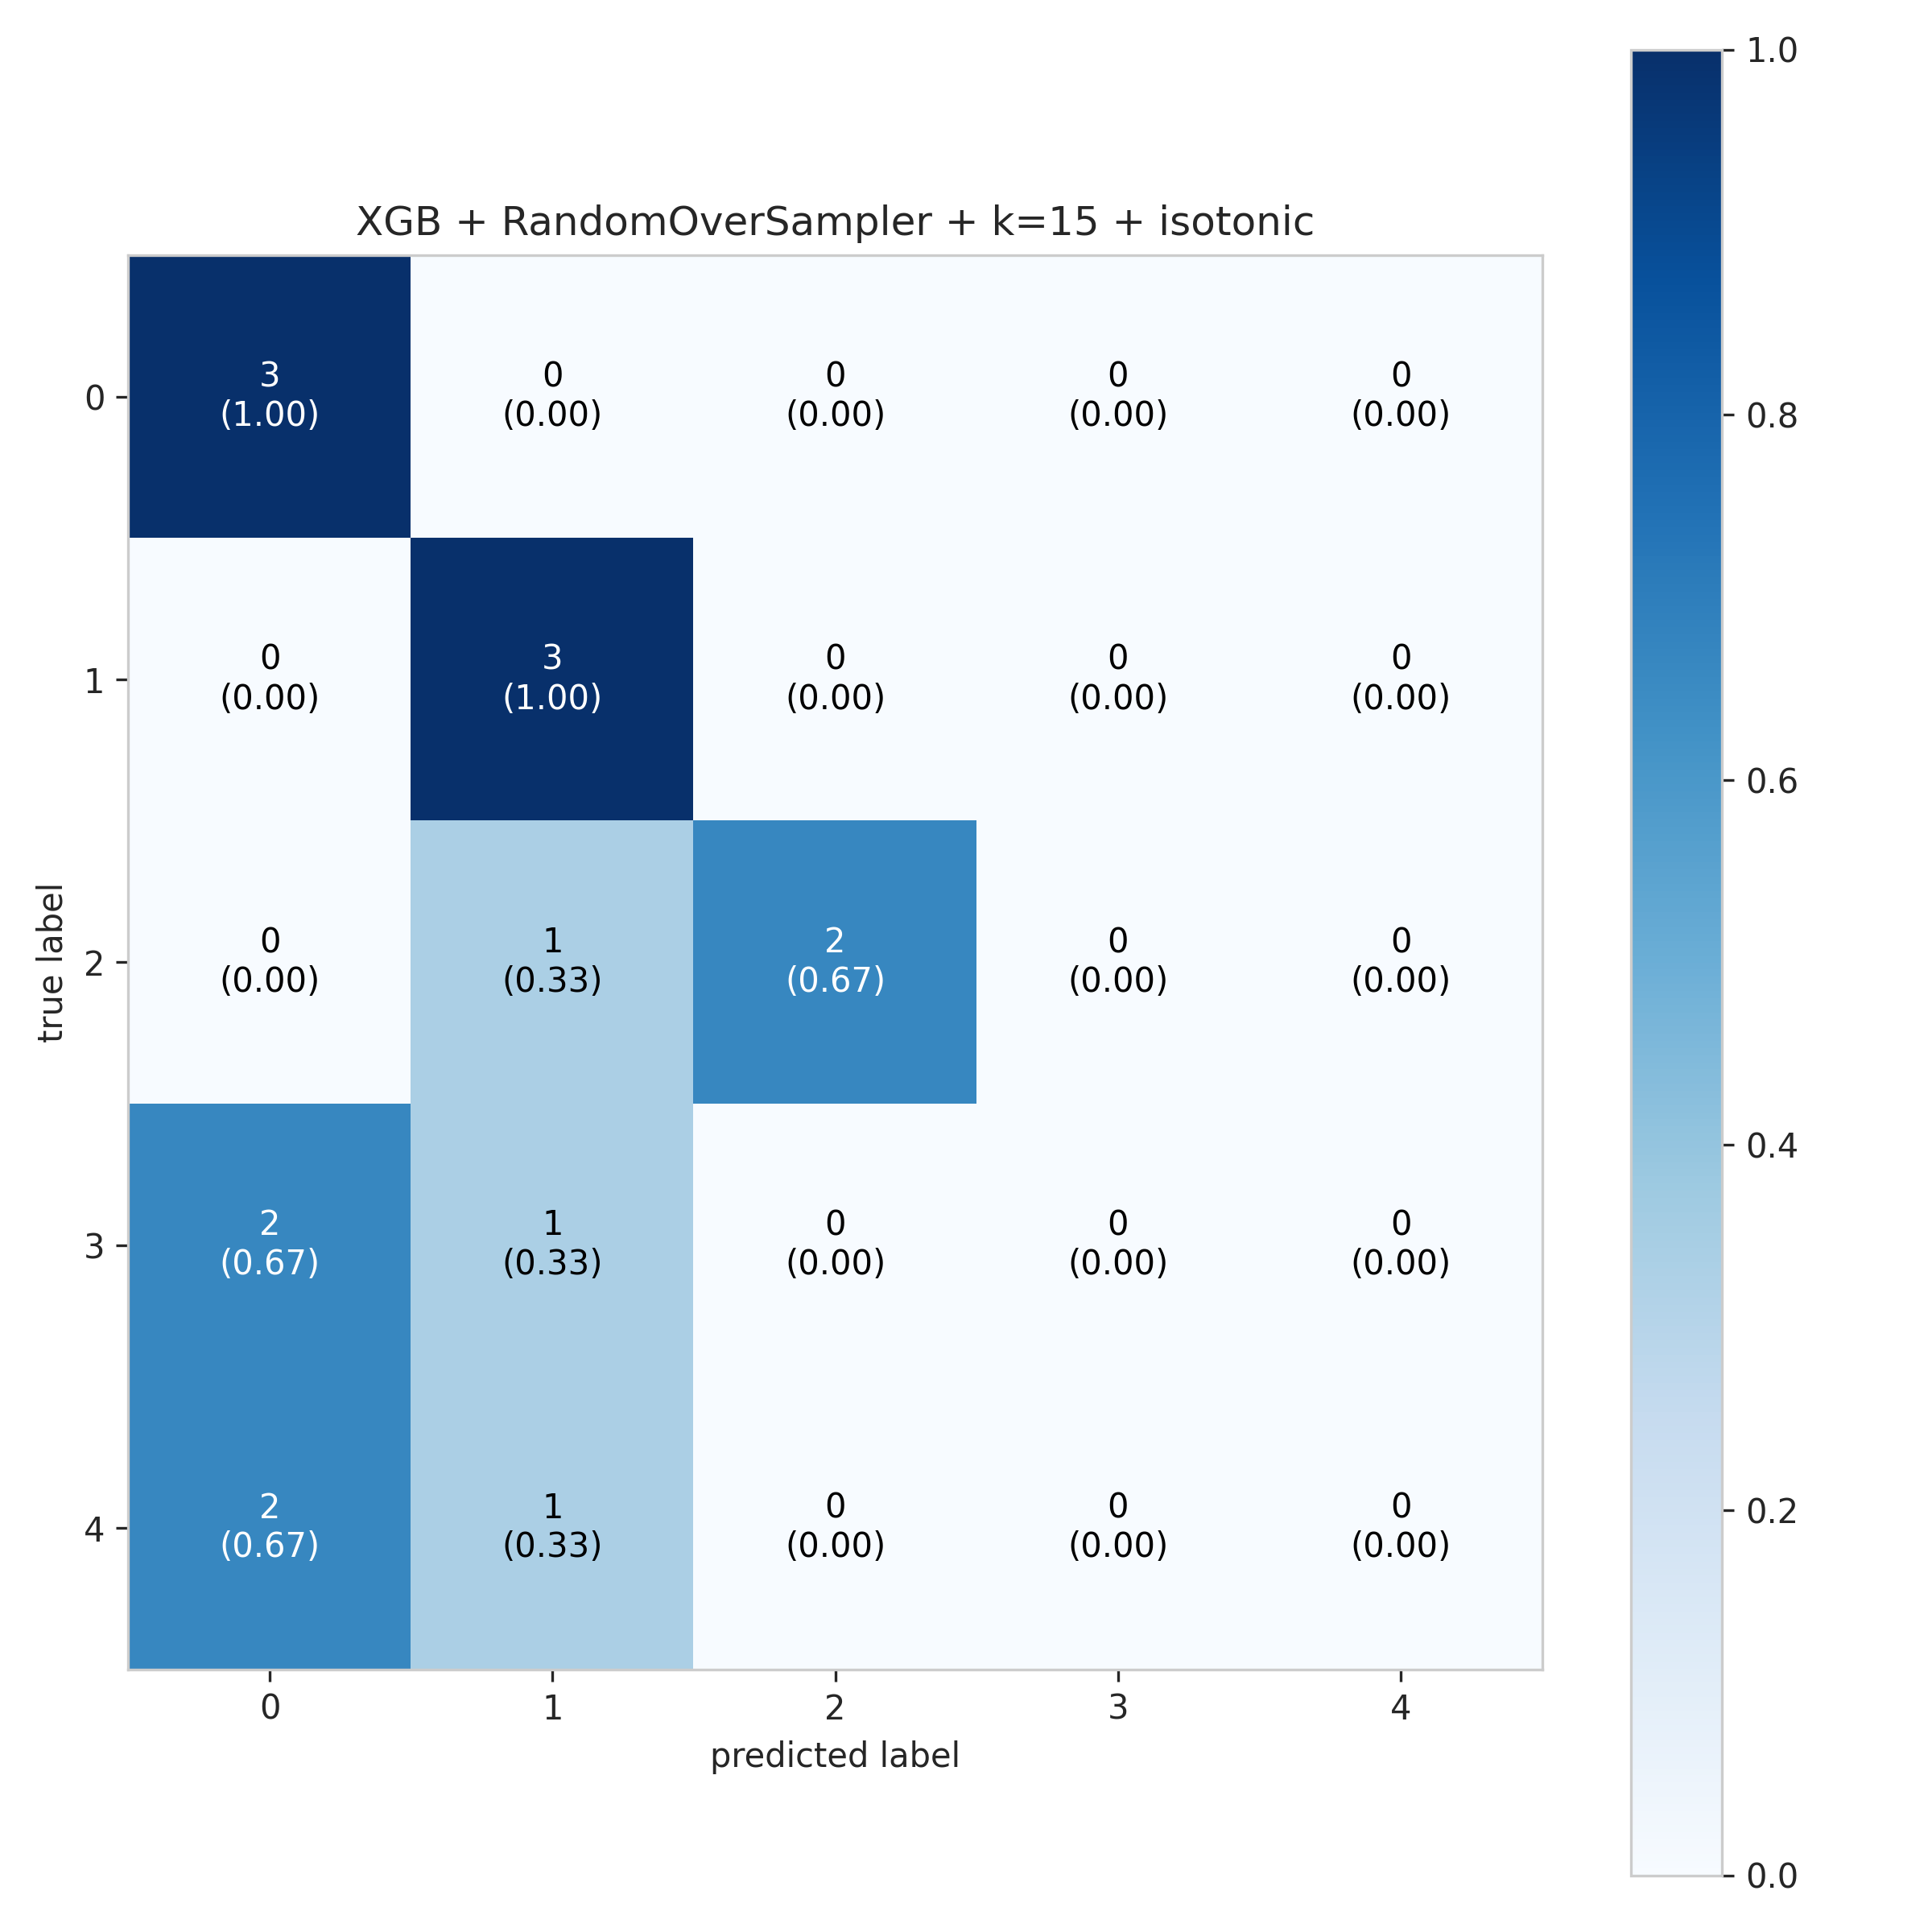 XGB + RandomOverSampler + k=15 + isotonic
1.0
0.8
0.6
0.4
0.2
0.0
true label
0
3 0 0 0 0
(1.00) (0.00) (0.00) (0.00) (0.00)
1
0 3 0 0 0
(0.00) (1.00) (0.00) (0.00) (0.00)
2
0 1 2 0 0
(0.00) (0.33) (0.67) (0.00) (0.00)
3
2 1 0 0 0
(0.67) (0.33) (0.00) (0.00) (0.00)
4
2 1 0 0 0
(0.67) (0.33) (0.00) (0.00) (0.00)
0 1 2 3 4
predicted label